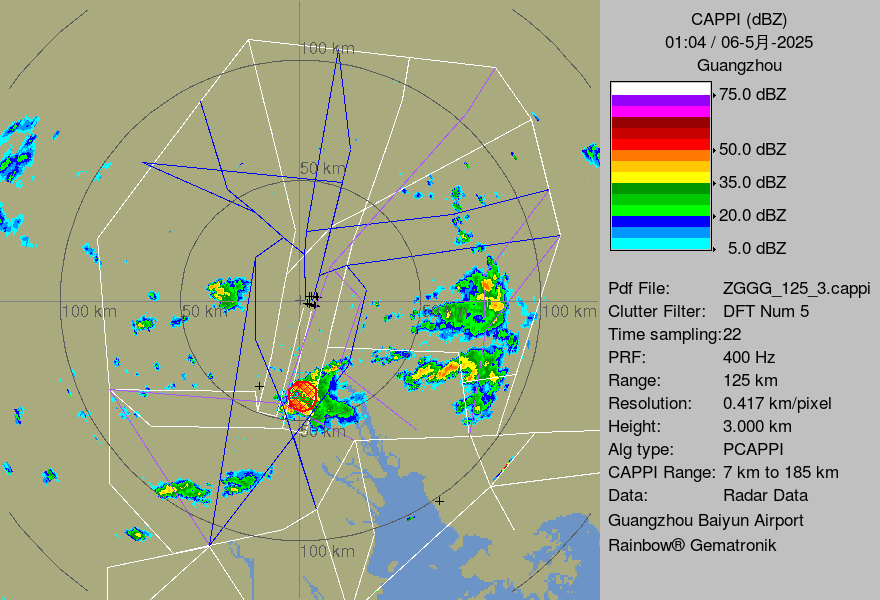 CAPPI (dBZ)
01:04 / 06-5月-2025
Guangzhou
75.0 dBZ
50.0 dBZ
35.0 dBZ
20.0 dBZ
5.0 dBZ
Pdf File: ZGGG_125_3.cappi
Clutter Filter: DFT Num 5
Time sampling:22
PRF: 400 Hz
Range: 125 km
Resolution: 0.417 km/pixel
Height: 3.000 km
Alg type: PCAPPI
CAPPI Range: 7 km to 185 km
Data: Radar Data
Guangzhou Baiyun Airport
Rainbow® Gematronik
100 km
50 km
100 km
50 km
50 km
100 km
50 km
100 km